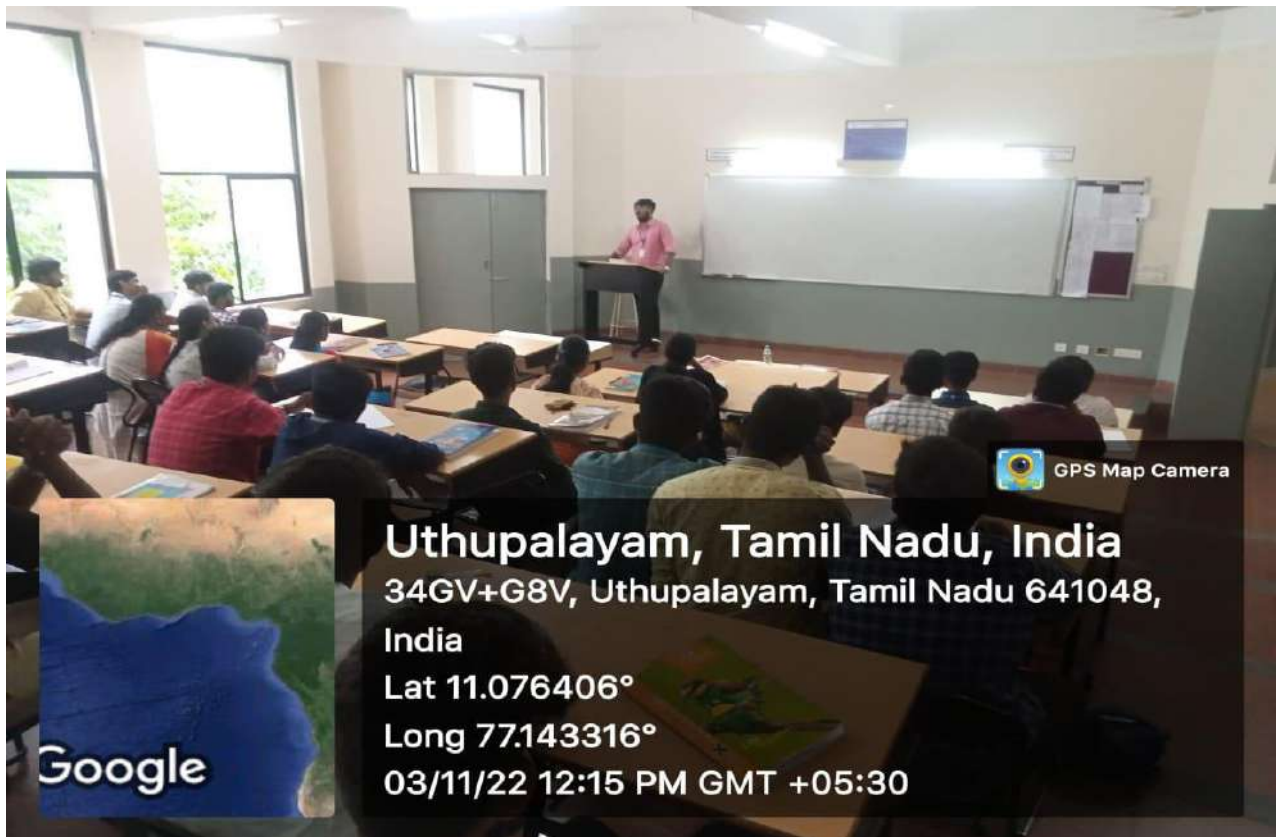 GPS Map Camera
Uthupalayam, Tamil Nadu, India
34GV+G8V, Uthupalayam, Tamil Nadu 641048,
India
Lat 11.076406°
Long 77.143316°
03/11/22 12:15 PM GMT +05:30
Google